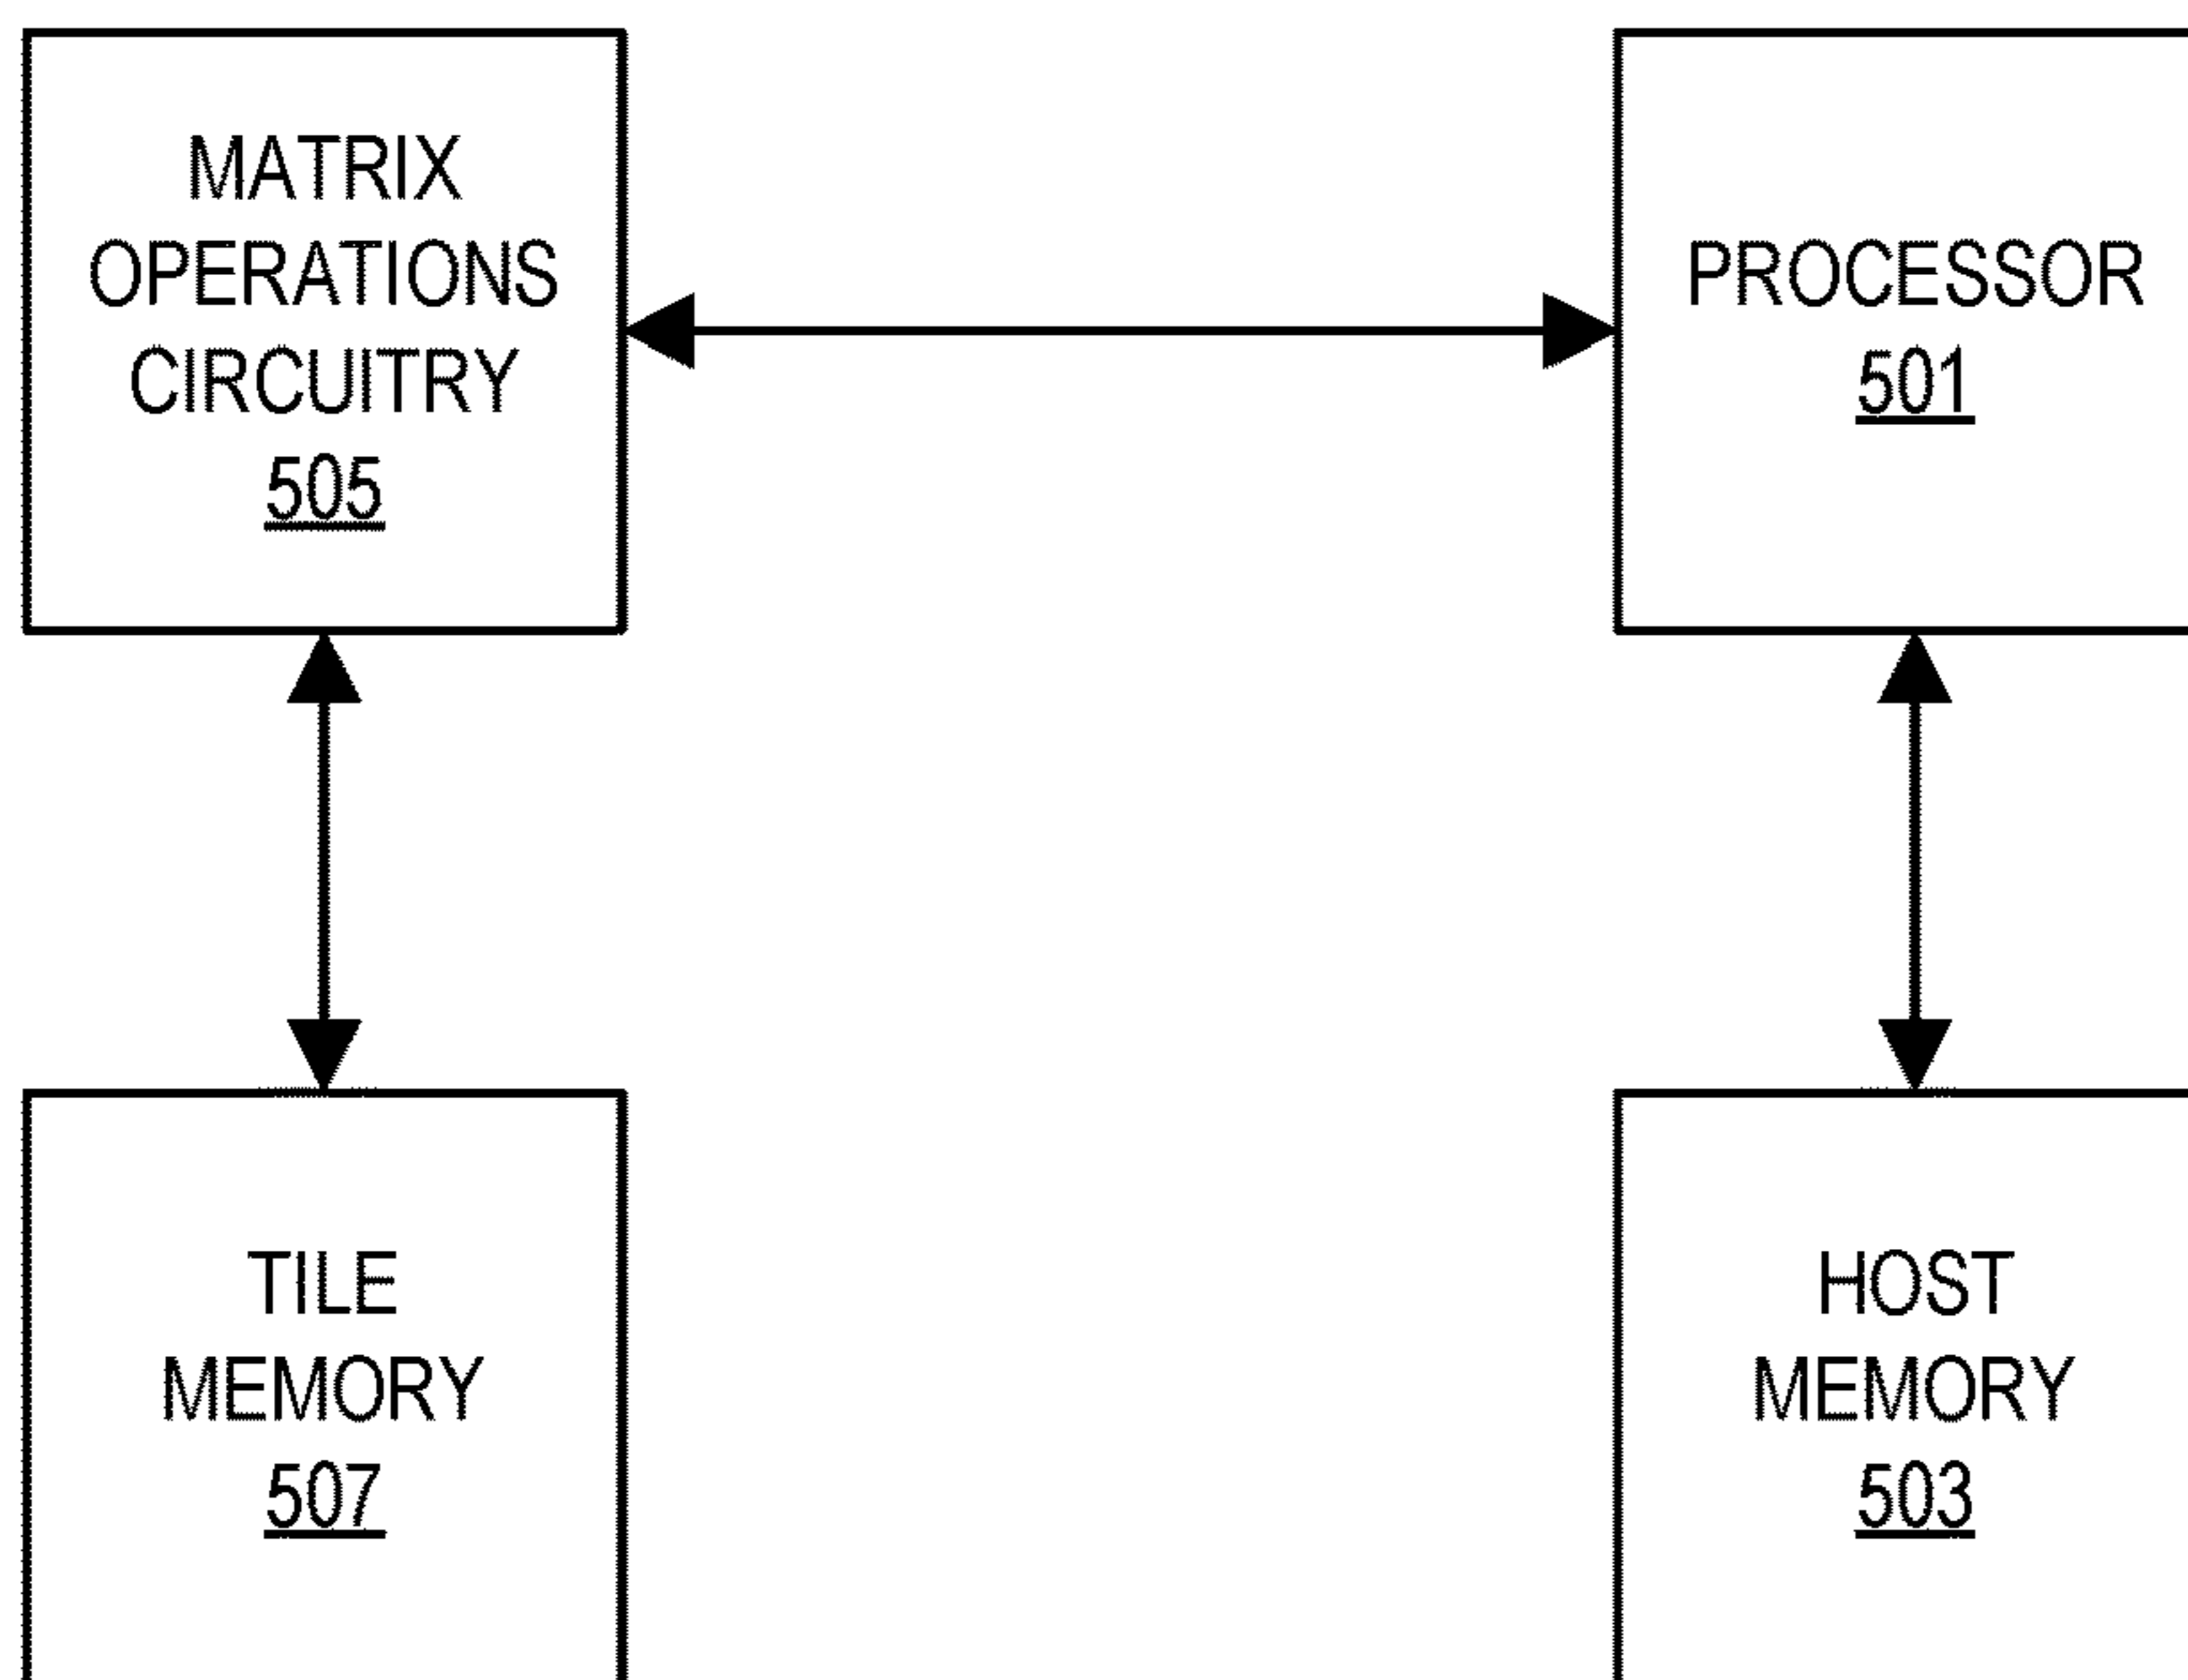 MATRIX
OPERATIONS
CIRCUITRY
505
PROCESSOR
501
TILE
MEMORY
507
HOST
MEMORY
503